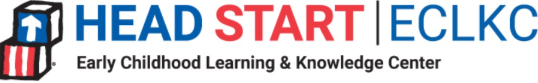 HEAD START | ECLKC
Early Childhood Learning & Knowledge Center